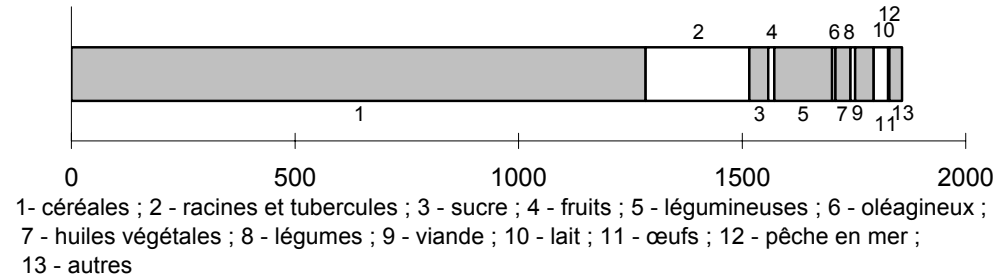 12
2 4 6 8 10
1 3 5 7 9 11 13
0 500 1000 1500 2000
1- céréales ; 2 - racines et tubercules ; 3 - sucre ; 4 - fruits ; 5 - légumineuses ; 6 - oléagineux ;
7 - huiles végétales ; 8 - légumes ; 9 - viande ; 10 - lait ; 11 - œufs ; 12 - pêche en mer ;
13 - autres